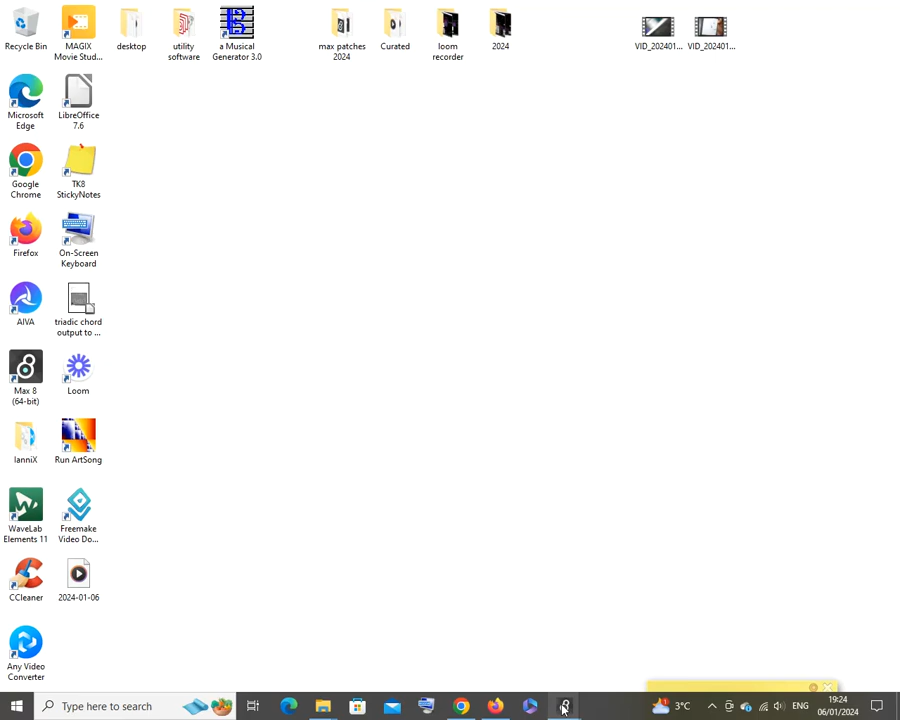 Recycle Bin
MAGIX
Movie Stud...
desktop
utility
software
a Musical
Generator 3.0
max patches
2024
Curated
loom
recorder
2024
VID_202401...
VID_202401...
Microsoft
Edge
LibreOffice
7.6
Google
Chrome
TK8
StickyNotes
Firefox
On-Screen
Keyboard
AIVA
triadic chord
output to ...
Max 8
(64-bit)
Loom
IanniX
Run ArtSong
WaveLab
Elements 11
Freemake
Video Do...
CCleaner
2024-01-06
Any Video
Converter
Type here to search
3°C
ENG
19:24
06/01/2024